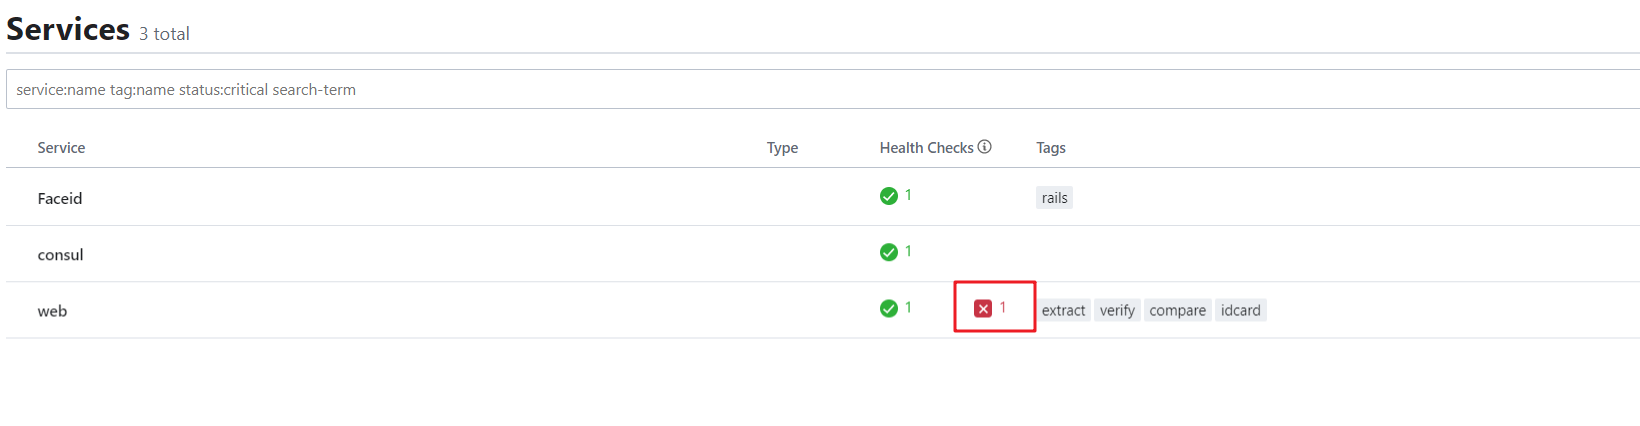 Services 3 total
service:name tag:name status:critical search-term
Service Type Health Checks Tags
Faceid 1 rails
consul 1
web 1 1 extract verify compare idcard